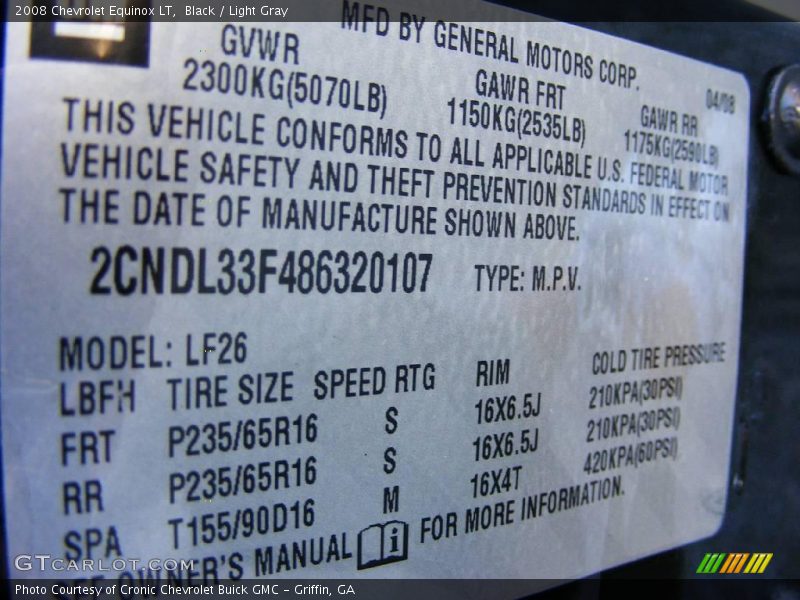 2008 Chevrolet Equinox LT,  Black / Light Gray
MFD BY GENERAL MOTORS CORP.
04/08
GVWR
GAWR FRT
GAWR RR
2300KG(5070LB)
1150KG(2535LB)
1175KG(2590LB)
THIS VEHICLE CONFORMS TO ALL APPLICABLE U.S. FEDERAL MOTOR
VEHICLE SAFETY AND THEFT PREVENTION STANDARDS IN EFFECT ON
THE DATE OF MANUFACTURE SHOWN ABOVE.
2CNDL33F486320107 TYPE: M.P.V.
MODEL: LF26
LBFH TIRE SIZE SPEED RTG RIM COLD TIRE PRESSURE
FRT P235/65R16 S 16X6.5J 210KPA(30PSI)
RR P235/65R16 S 16X6.5J 210KPA(30PSI)
SPA T155/90D16 M 16X4T 420KPA(60PSI)
SEE OWNER'S MANUAL FOR MORE INFORMATION.
GTCarLot.com
Photo Courtesy of Cronic Chevrolet Buick GMC – Griffin, GA